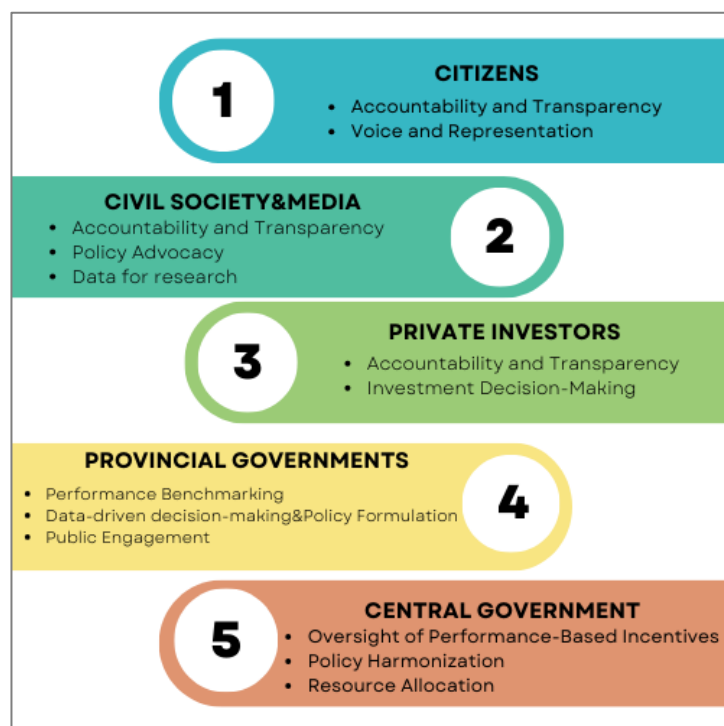 1
CITIZENS
• Accountability and Transparency
• Voice and Representation
CIVIL SOCIETY&MEDIA
• Accountability and Transparency
• Policy Advocacy
• Data for research
2
3
PRIVATE INVESTORS
• Accountability and Transparency
• Investment Decision-Making
PROVINCIAL GOVERNMENTS
• Performance Benchmarking
• Data-driven decision-making&Policy Formulation
• Public Engagement
4
5
CENTRAL GOVERNMENT
• Oversight of Performance-Based Incentives
• Policy Harmonization
• Resource Allocation